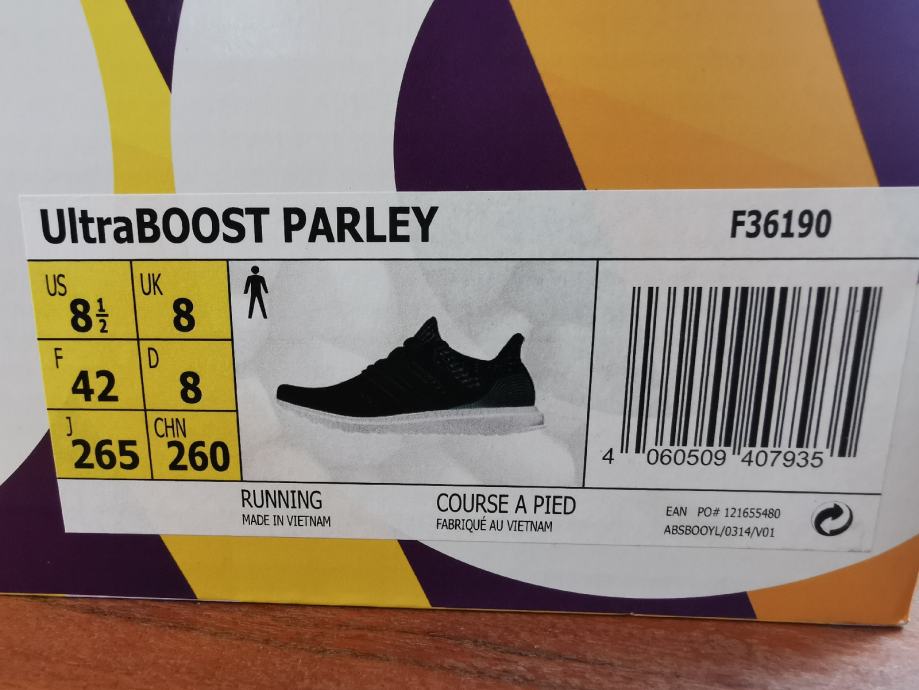 UltraBOOST PARLEY F36190
US 8½ UK 8
F 42 D 8
J 265 CHN 260
4 060509 407935
RUNNING COURSE A PIED
MADE IN VIETNAM FABRIQUÉ AU VIETNAM
EAN PO# 121655480
ABSBOOYL/0314/V01